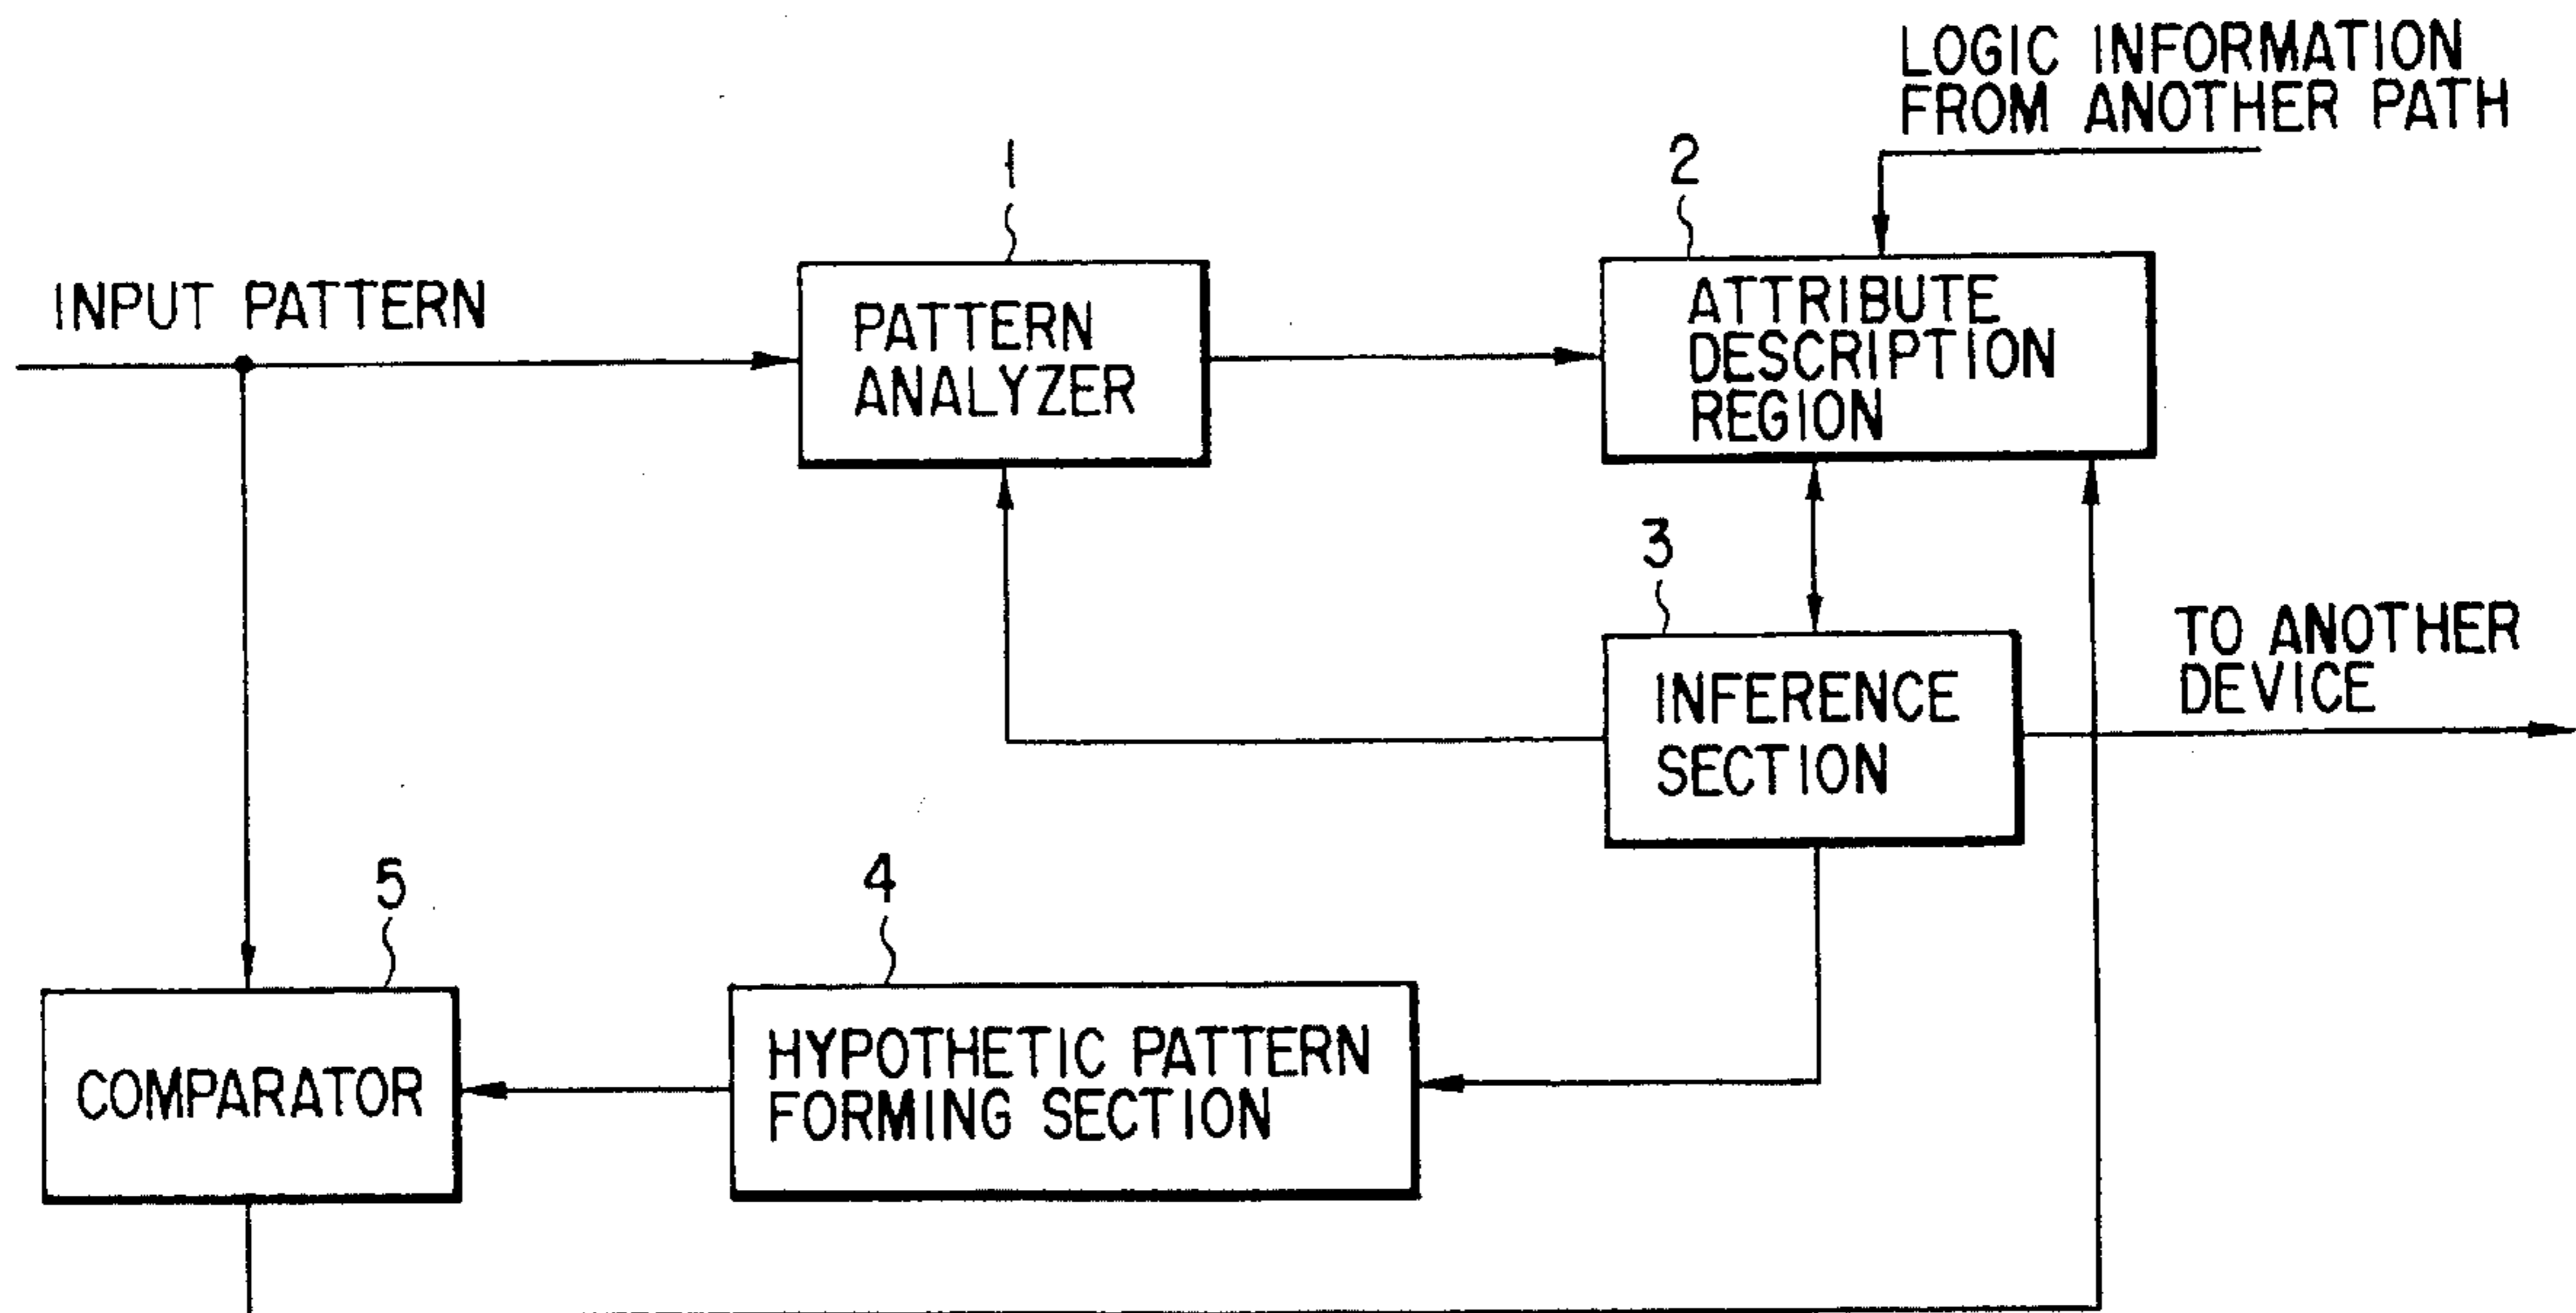 LOGIC INFORMATION
FROM ANOTHER PATH
1
2
INPUT PATTERN
PATTERN
ANALYZER
ATTRIBUTE
DESCRIPTION
REGION
3
TO ANOTHER
DEVICE
INFERENCE
SECTION
5
4
COMPARATOR
HYPOTHETIC PATTERN
FORMING SECTION